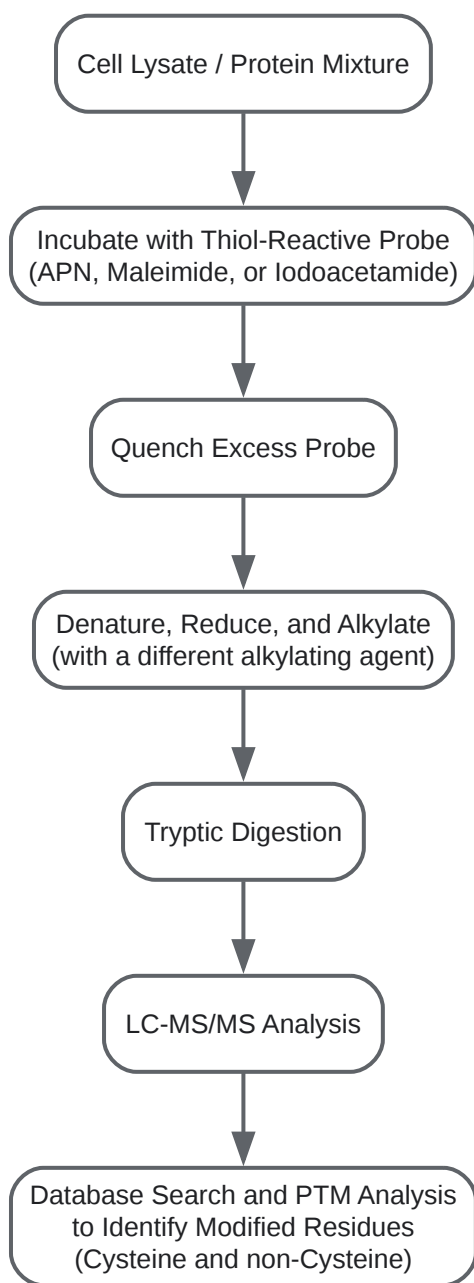 Cell Lysate / Protein Mixture
Incubate with Thiol-Reactive Probe
(APN, Maleimide, or Iodoacetamide)
Quench Excess Probe
Denature, Reduce, and Alkylate
(with a different alkylating agent)
Tryptic Digestion
LC-MS/MS Analysis
Database Search and PTM Analysis
to Identify Modified Residues
(Cysteine and non-Cysteine)